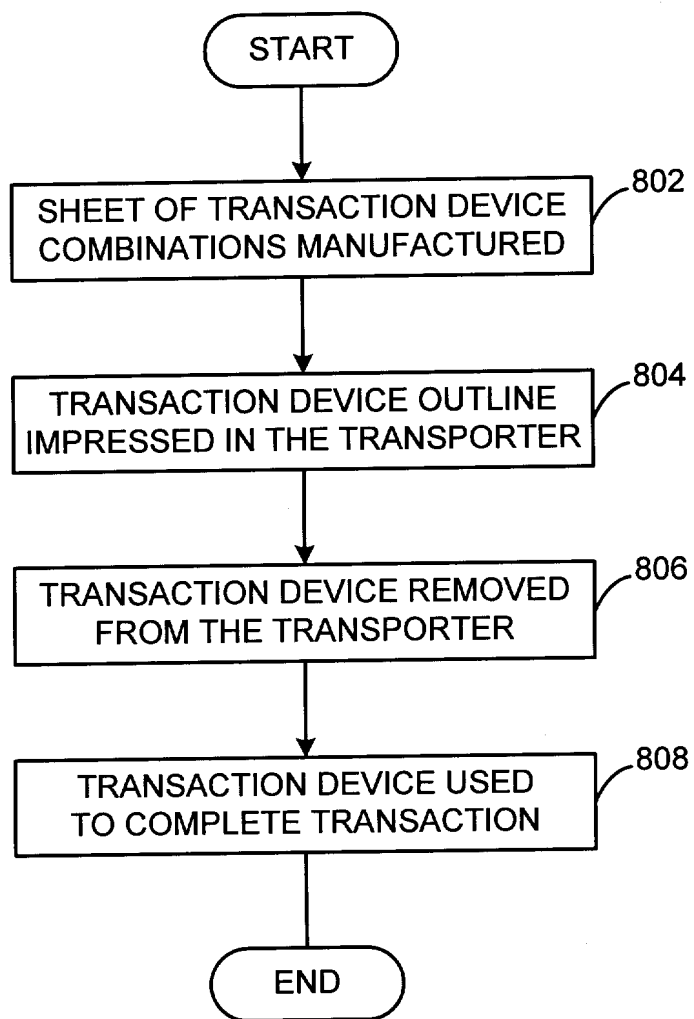 START
802
SHEET OF TRANSACTION DEVICE
COMBINATIONS MANUFACTURED
804
TRANSACTION DEVICE OUTLINE
IMPRESSED IN THE TRANSPORTER
806
TRANSACTION DEVICE REMOVED
FROM THE TRANSPORTER
808
TRANSACTION DEVICE USED
TO COMPLETE TRANSACTION
END